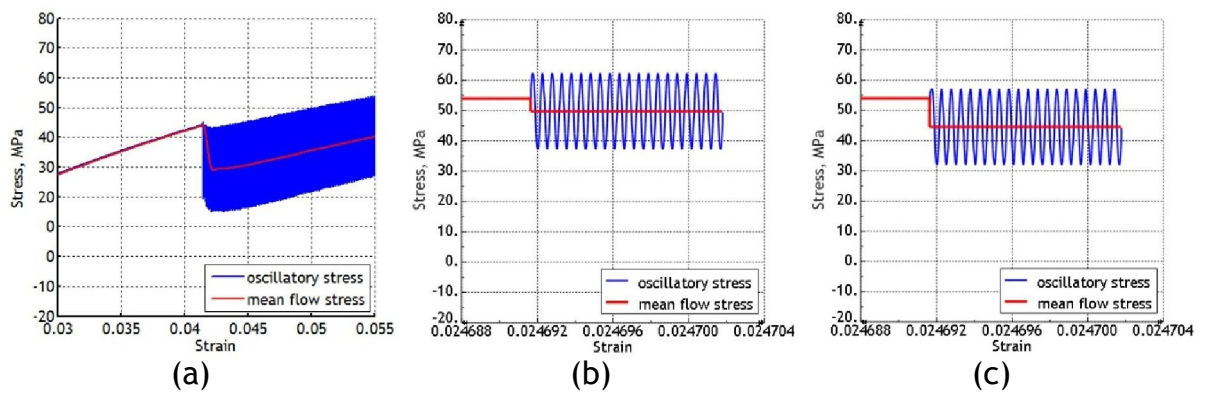 80
70
60
50
40
30
20
10
0
-10
-20
Stress, MPa
0.03 0.035 0.04 0.045 0.05 0.055
Strain
oscillatory stress
mean flow stress
(a)
80.
70.
60.
50.
40.
30.
20.
10.
0.
-10.
-20.
Stress, MPa
0.024688 0.024692 0.024696 0.024700 0.024704
Strain
oscillatory stress
mean flow stress
(b)
80.
70.
60.
50.
40.
30.
20.
10.
0.
-10.
-20.
Stress, MPa
0.024688 0.024692 0.024696 0.024700 0.024704
Strain
oscillatory stress
mean flow stress
(c)